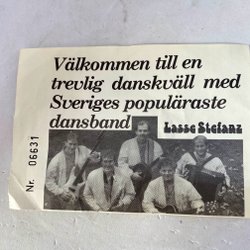 Välkommen till en
trevlig danskväll med
Sveriges populäraste
dansband
Lasse Stefanz
Nr. 06631